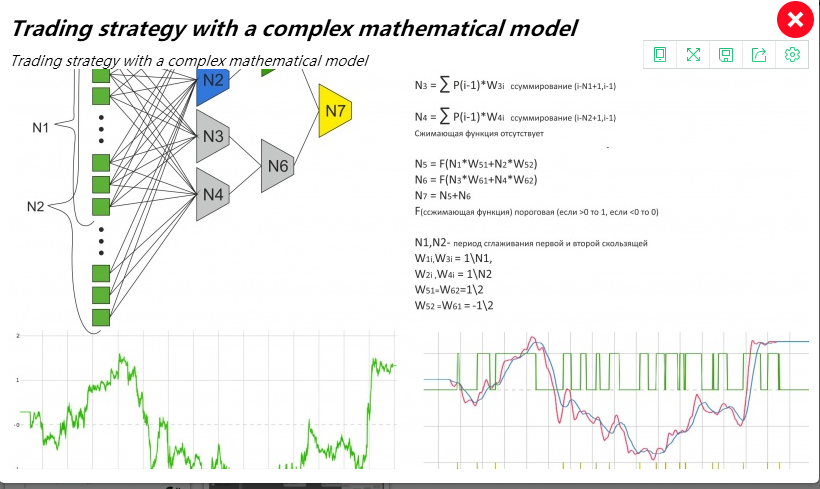 Trading strategy with a complex mathematical model
Trading strategy with a complex mathematical model
N1
N2
N2
N3
N4
N6
N7
N3 = ∑ P(i-1)*W3i ссуммирование (i-N1+1,i-1)
N4 = ∑ P(i-1)*W4i ссуммирование (i-N2+1,i-1)
Сжимающая функция отсутствует
-
N5 = F(N1*W51+N2*W52)
N6 = F(N3*W61+N4*W62)
N7 = N5+N6
F(ссжимающая функция) пороговая (если >0 то 1, если <0 то 0)
N1,N2- период сглаживания первой и второй скользящей
W1i,W3i = 1\N1,
W2i ,W4i = 1\N2
W51=W62=1\2
W52 =W61 = -1\2
2
1
-0